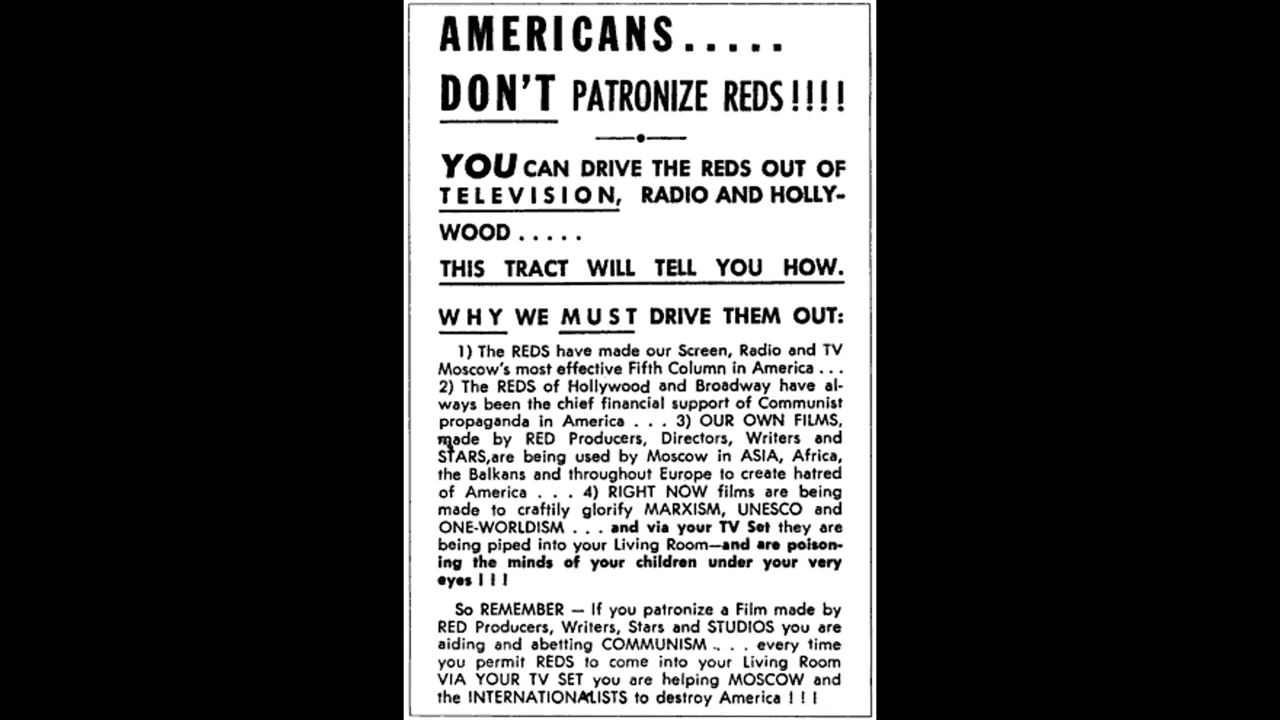 AMERICANS.....
DON'T PATRONIZE REDS!!!!
YOU CAN DRIVE THE REDS OUT OF
TELEVISION, RADIO AND HOLLY-
WOOD.....
THIS TRACT WILL TELL YOU HOW.
WHY WE MUST DRIVE THEM OUT:
1) The REDS have made our Screen, Radio and TV
Moscow's most effective Fifth Column in America . . .
2) The REDS of Hollywood and Broadway have al-
ways been the chief financial support of Communist
propaganda in America . . . 3) OUR OWN FILMS,
made by RED Producers, Directors, Writers and
STARS,are being used by Moscow in ASIA, Africa,
the Balkans and throughout Europe to create hatred
of America . . . 4) RIGHT NOW films are being
made to craftily glorify MARXISM, UNESCO and
ONE-WORLDISM . . . and via your TV Set they are
being piped into your Living Room—and are poison-
ing the minds of your children under your very
eyes ! ! !
So REMEMBER — If you patronize a Film made by
RED Producers, Writers, Stars and STUDIOS you are
aiding and abetting COMMUNISM . . . every time
you permit REDS to come into your Living Room
VIA YOUR TV SET you are helping MOSCOW and
the INTERNATIONALISTS to destroy America ! ! !